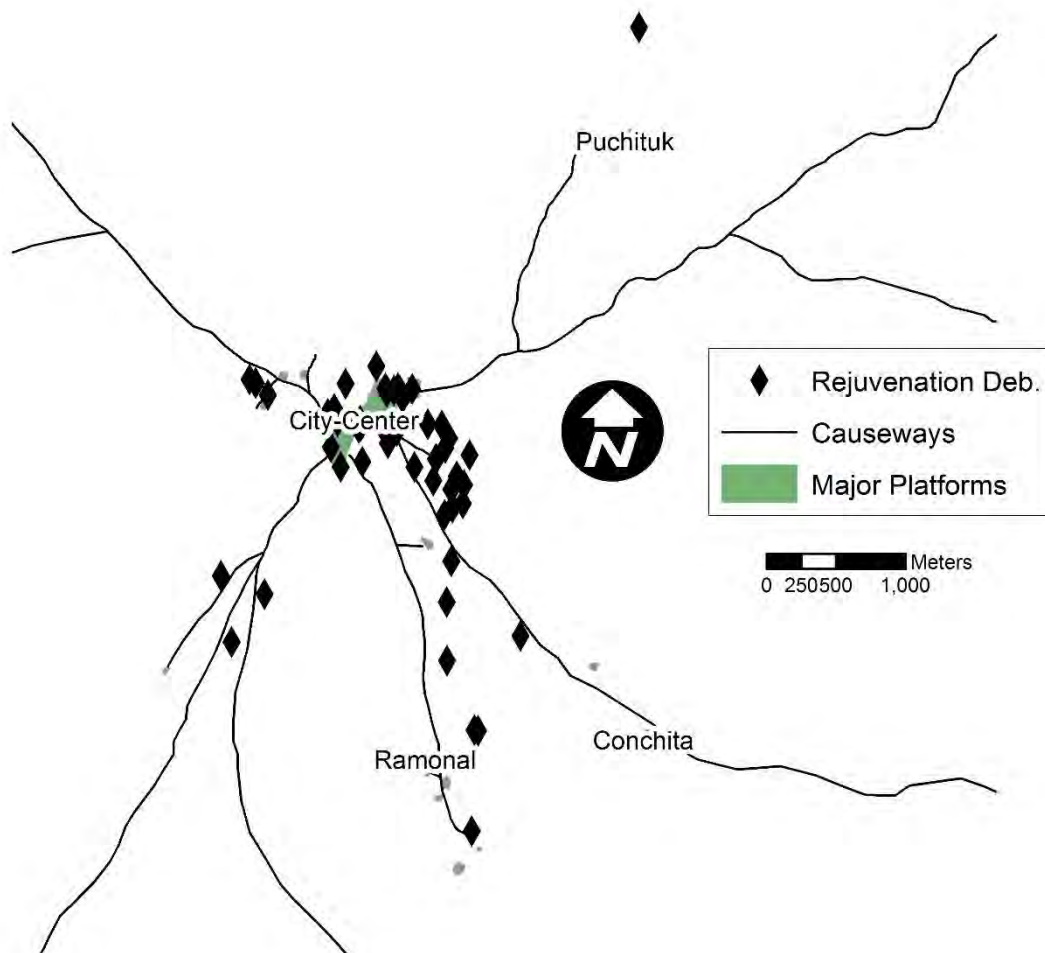 Puchituk
Rejuvenation Deb.
City-Center
Causeways
N
Major Platforms
Meters
0 250500 1,000
Conchita
Ramonal